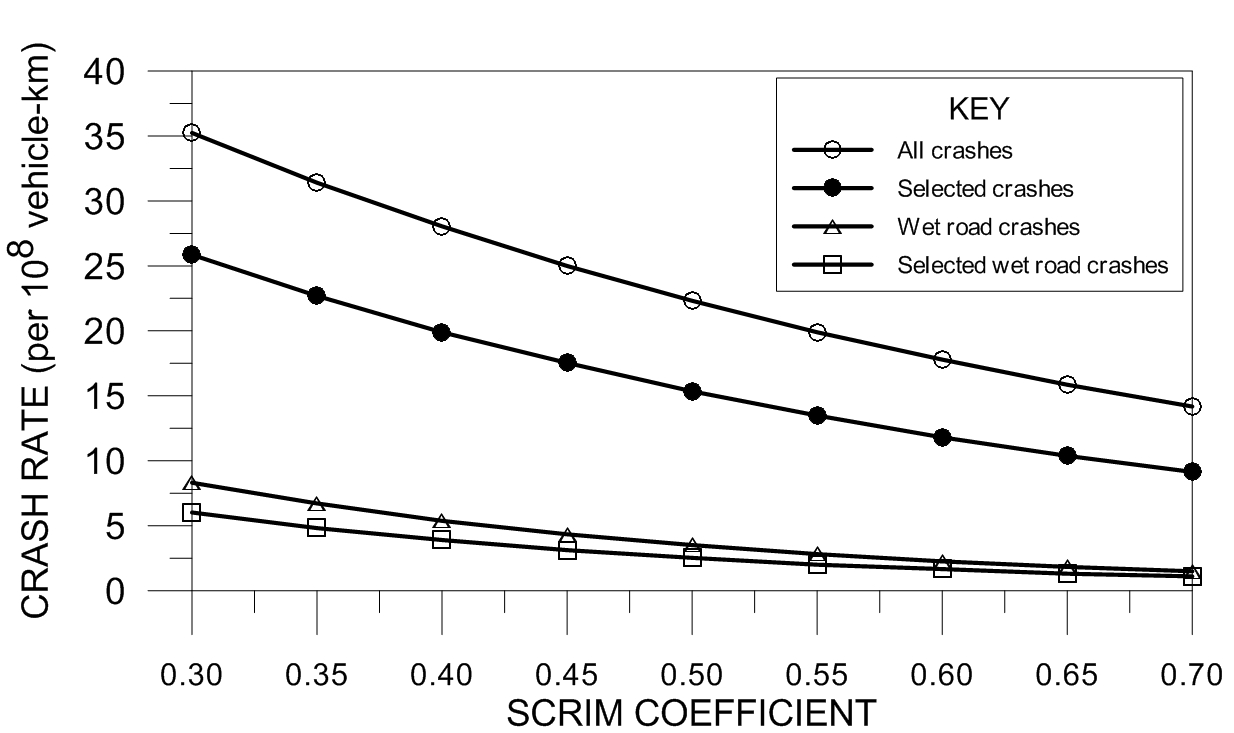 CRASH RATE (per 10⁸ vehicle-km)
40
35
30
25
20
15
10
5
0
KEY
All crashes
Selected crashes
Wet road crashes
Selected wet road crashes
0.30 0.35 0.40 0.45 0.50 0.55 0.60 0.65 0.70
SCRIM COEFFICIENT